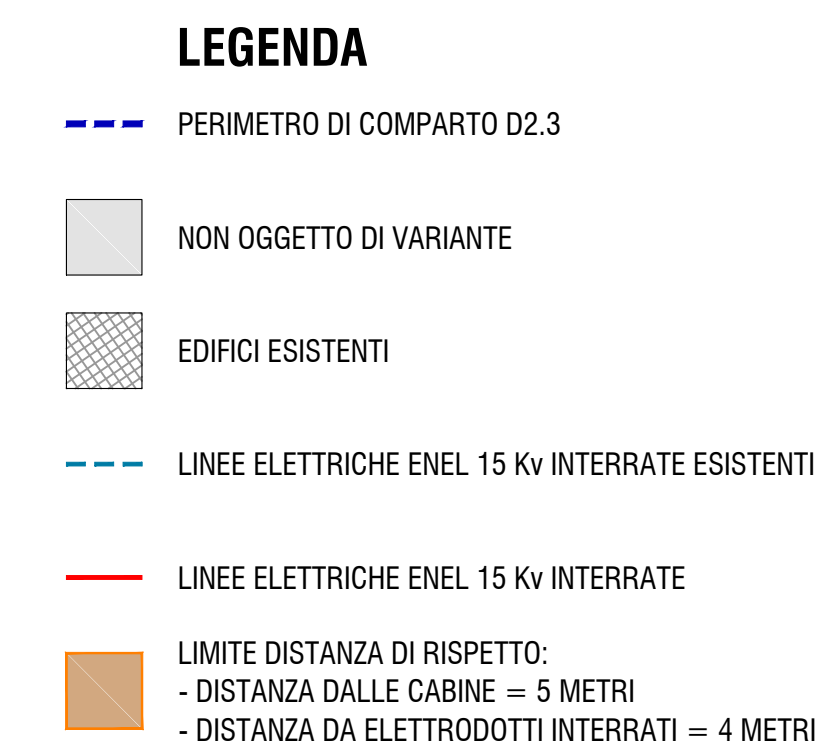 LEGENDA
PERIMETRO DI COMPARTO D2.3
NON OGGETTO DI VARIANTE
EDIFICI ESISTENTI
LINEE ELETTRICHE ENEL 15 Kv INTERRATE ESISTENTI
LINEE ELETTRICHE ENEL 15 Kv INTERRATE
LIMITE DISTANZA DI RISPETTO:
- DISTANZA DALLE CABINE = 5 METRI
- DISTANZA DA ELETTRODOTTI INTERRATI = 4 METRI